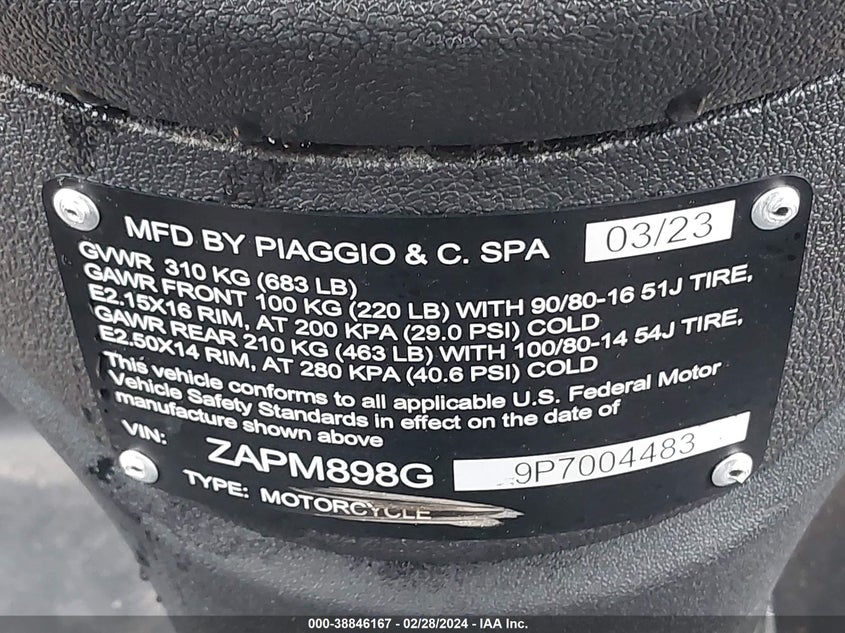 MFD BY PIAGGIO & C. SPA 03/23
GVWR 310 KG (683 LB)
GAWR FRONT 100 KG (220 LB) WITH 90/80-16 51J TIRE,
E2.15X16 RIM, AT 200 KPA (29.0 PSI) COLD
GAWR REAR 210 KG (463 LB) WITH 100/80-14 54J TIRE,
E2.50X14 RIM, AT 280 KPA (40.6 PSI) COLD
This vehicle conforms to all applicable U.S. Federal Motor
Vehicle Safety Standards in effect on the date of
manufacture shown above
VIN: ZAPM898G 9P7004483
TYPE: MOTORCYCLE
000-38846167 - 02/28/2024 - IAA Inc.